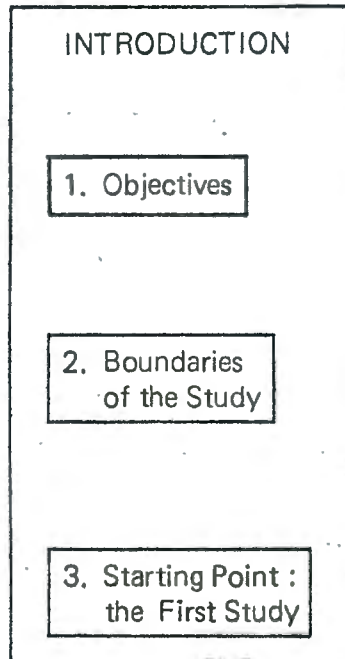 INTRODUCTION
1. Objectives
2. Boundaries
of the Study
3. Starting Point :
the First Study